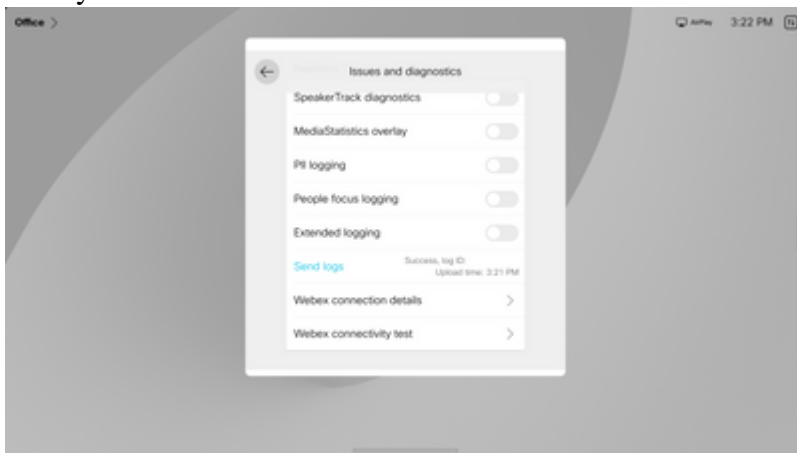 Office >
AirPlay 3:22 PM
Issues and diagnostics
SpeakerTrack diagnostics
MediaStatistics overlay
PII logging
People focus logging
Extended logging
Send logs Success, log ID:
Upload time: 3:21 PM
Webex connection details >
Webex connectivity test >